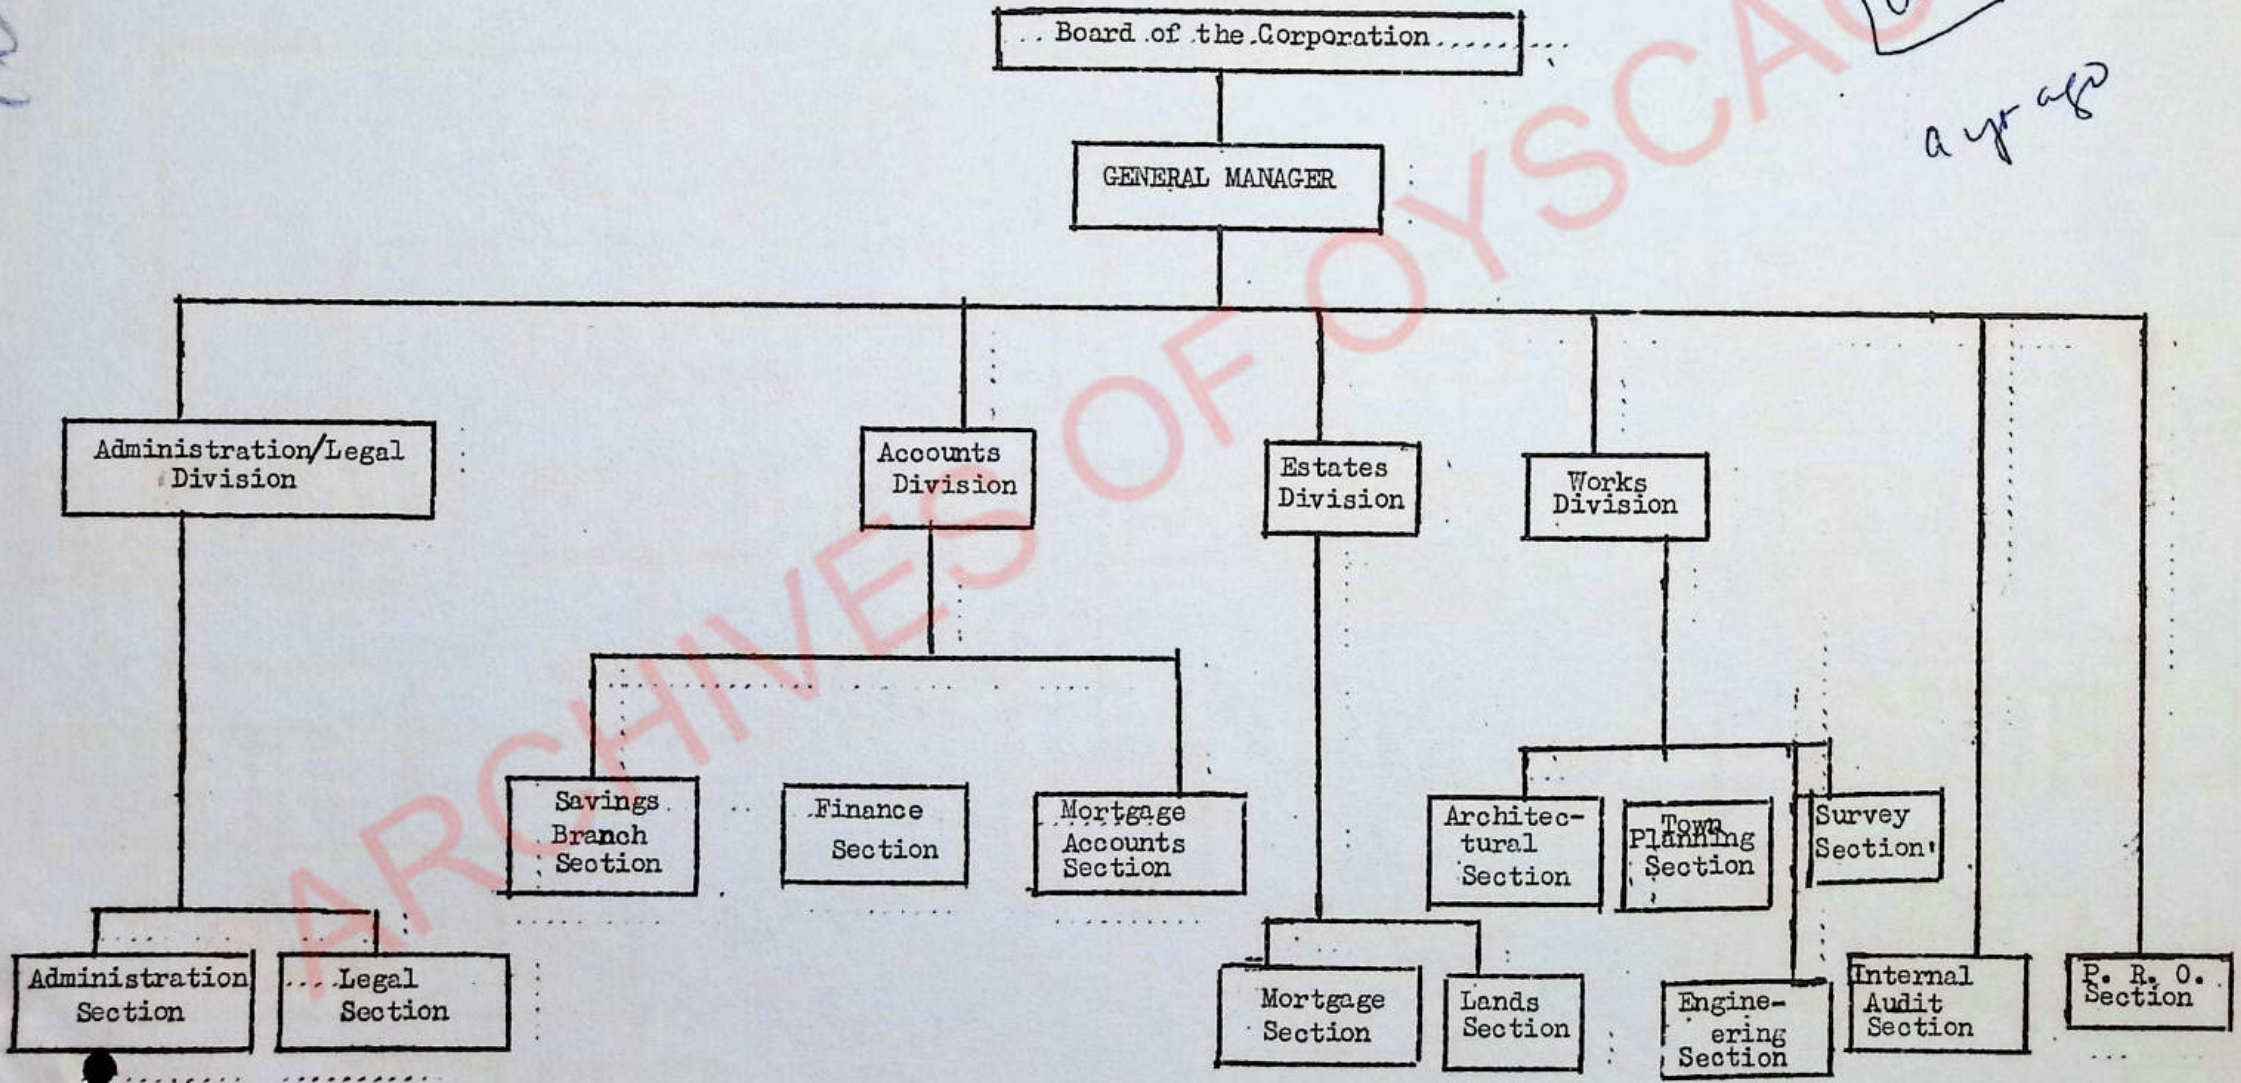 Board of the Corporation
a yr ago
GENERAL MANAGER
Administration/Legal
Division
Accounts
Division
Estates
Division
Works
Division
Savings
Branch
Section
Finance
Section
Mortgage
Accounts
Section
Architec-
tural
Section
Town
Planning
Section
Survey
Section
Administration
Section
Legal
Section
Mortgage
Section
Lands
Section
Engine-
ering
Section
Internal
Audit
Section
P. R. O.
Section
ARCHIVES OF OYSCA